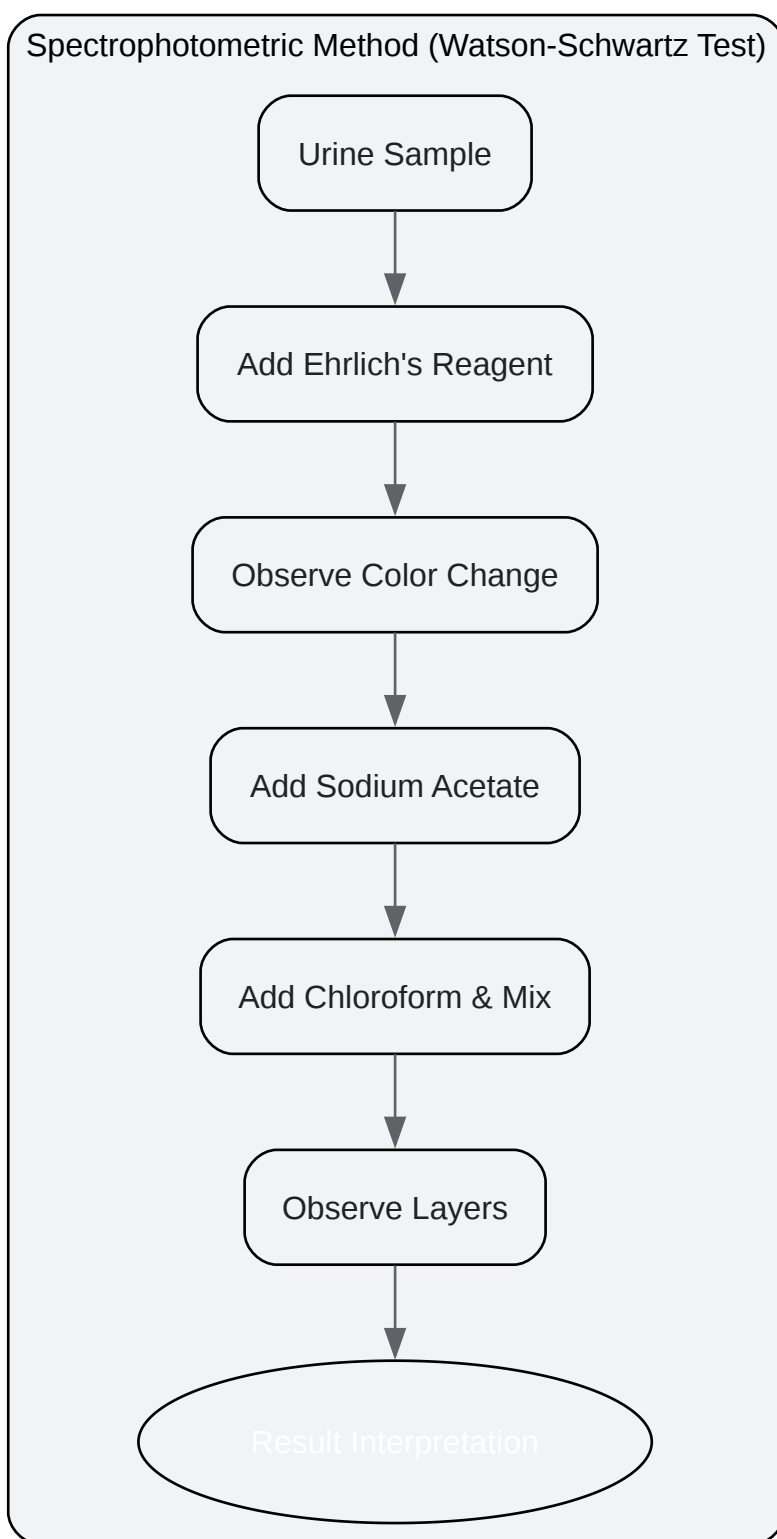 Spectrophotometric Method (Watson-Schwartz Test)
Urine Sample
Add Ehrlich's Reagent
Observe Color Change
Add Sodium Acetate
Add Chloroform & Mix
Observe Layers
Result Interpretation